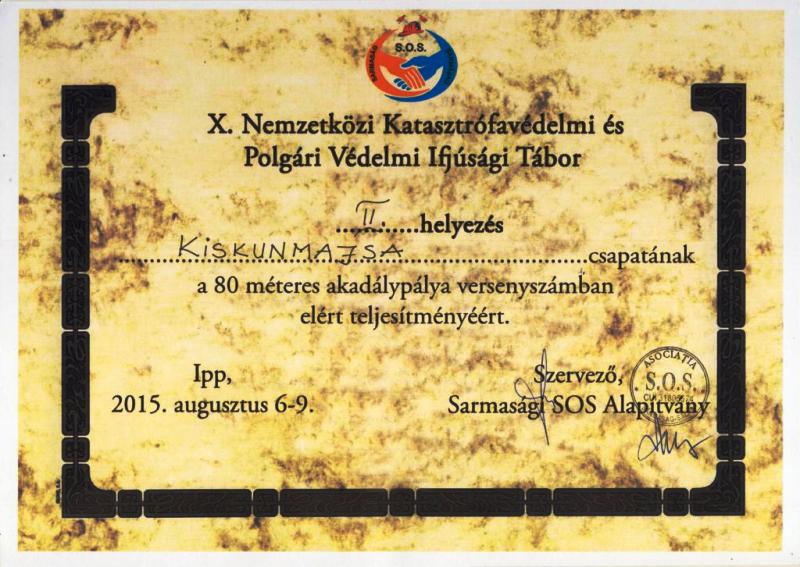 S.O.S.
X. Nemzetközi Katasztrófavédelmi és
Polgári Védelmi Ifjúsági Tábor
......II.......helyezés
KISKUNMAJSA csapatának
a 80 méteres akadálypálya versenyszámban
elért teljesítményéért.
Ipp,
2015. augusztus 6-9.
Szervező,
Sarmasági SOS Alapítvány
ASOCIATIA
S.O.S.